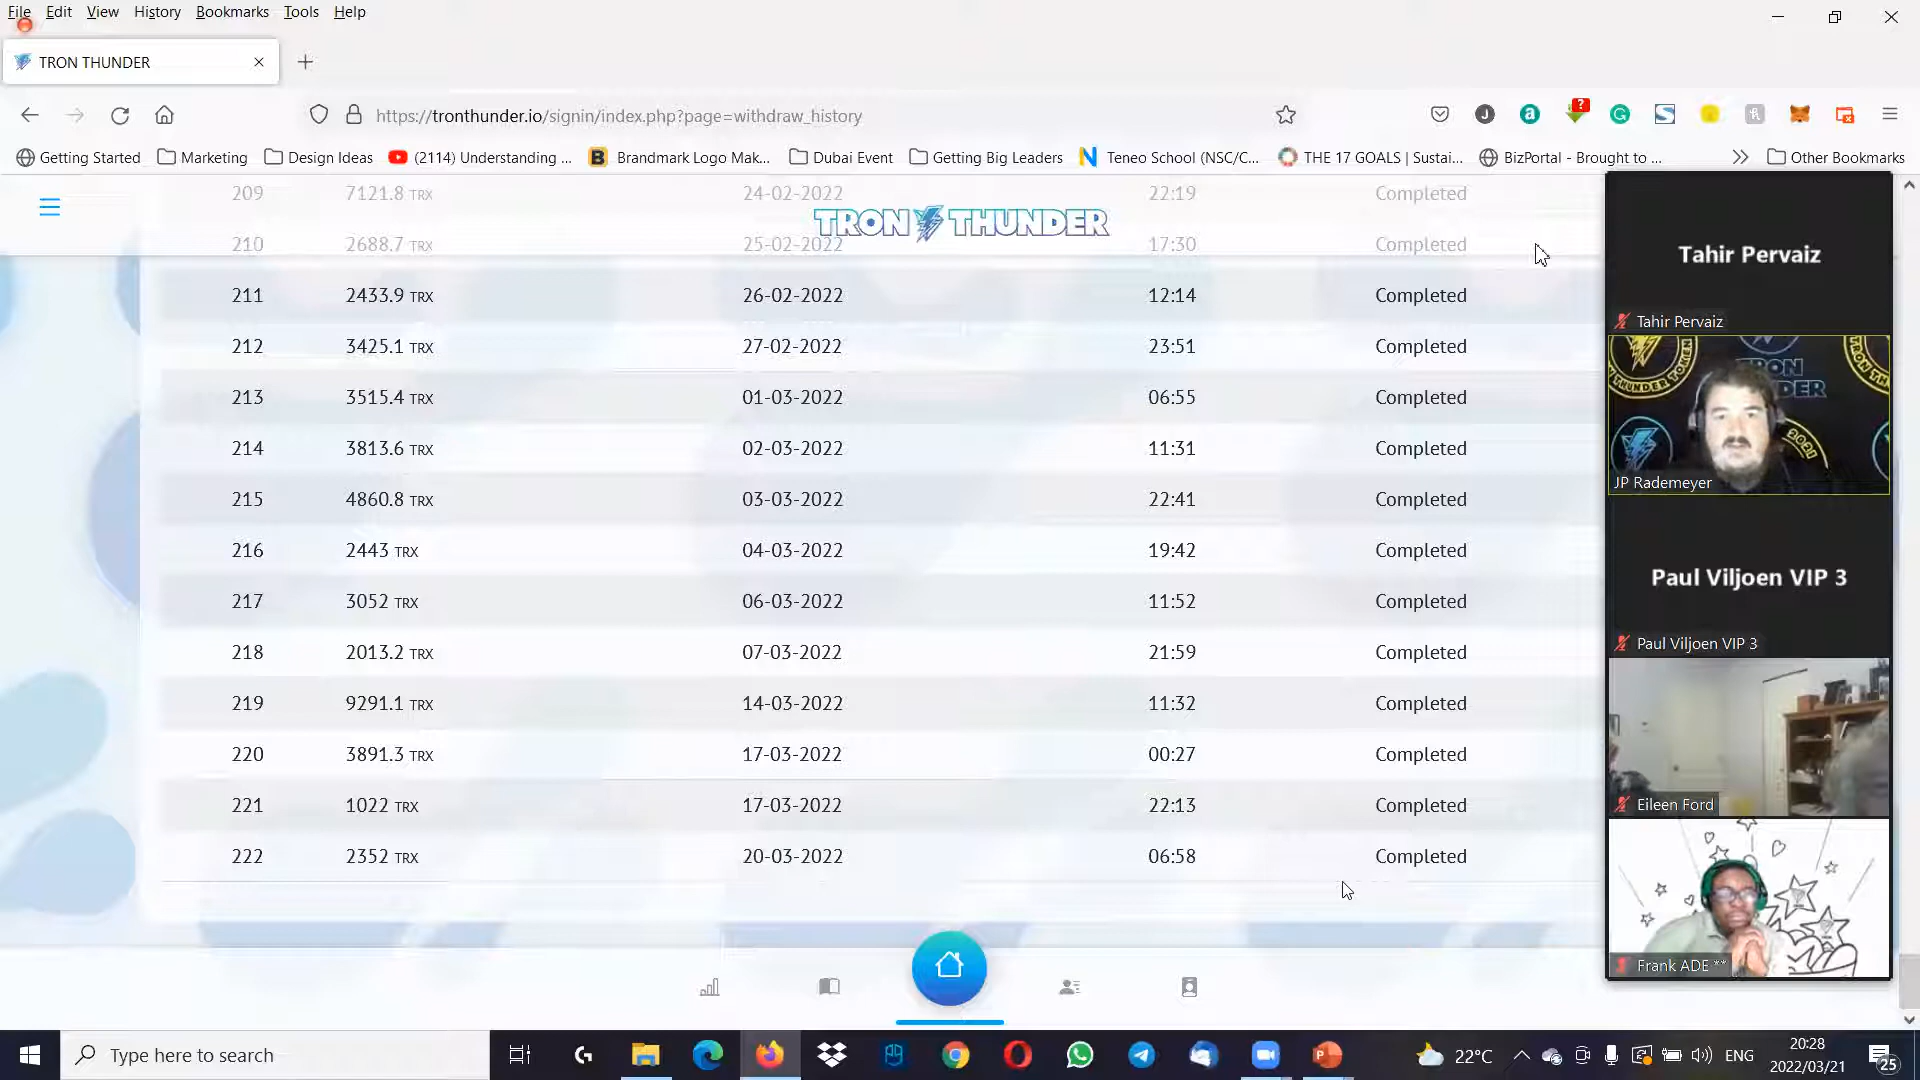 File Edit View History Bookmarks Tools Help
TRON THUNDER
https://tronthunder.io/signin/index.php?page=withdraw_history
Getting Started Marketing Design Ideas (2114) Understanding ... Brandmark Logo Mak... Dubai Event Getting Big Leaders Teneo School (NSC/C... THE 17 GOALS | Sustai... BizPortal - Brought to ... Other Bookmarks
209 7121.8 TRX 24-02-2022 22:19 Completed
TRON THUNDER
210 2688.7 TRX 25-02-2022 17:30 Completed
211 2433.9 TRX 26-02-2022 12:14 Completed
212 3425.1 TRX 27-02-2022 23:51 Completed
213 3515.4 TRX 01-03-2022 06:55 Completed
214 3813.6 TRX 02-03-2022 11:31 Completed
215 4860.8 TRX 03-03-2022 22:41 Completed
216 2443 TRX 04-03-2022 19:42 Completed
217 3052 TRX 06-03-2022 11:52 Completed
218 2013.2 TRX 07-03-2022 21:59 Completed
219 9291.1 TRX 14-03-2022 11:32 Completed
220 3891.3 TRX 17-03-2022 00:27 Completed
221 1022 TRX 17-03-2022 22:13 Completed
222 2352 TRX 20-03-2022 06:58 Completed
Tahir Pervaiz
Tahir Pervaiz
JP Rademeyer
Paul Viljoen VIP 3
Paul Viljoen VIP 3
Eileen Ford
Frank ADE **
Type here to search
22°C
ENG
20:28
2022/03/21
25